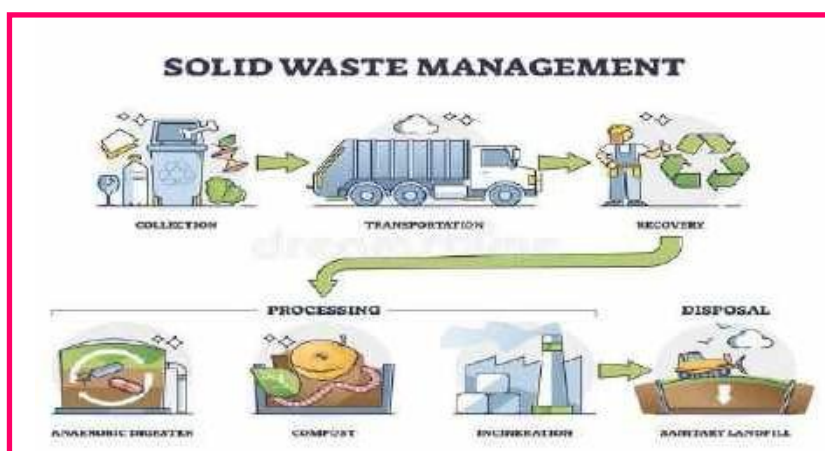 SOLID WASTE MANAGEMENT
COLLECTION
TRANSPORTATION
RECOVERY
PROCESSING
DISPOSAL
ANAEROBIC DIGESTER
COMPOST
INCINERATION
SANITARY LANDFILL